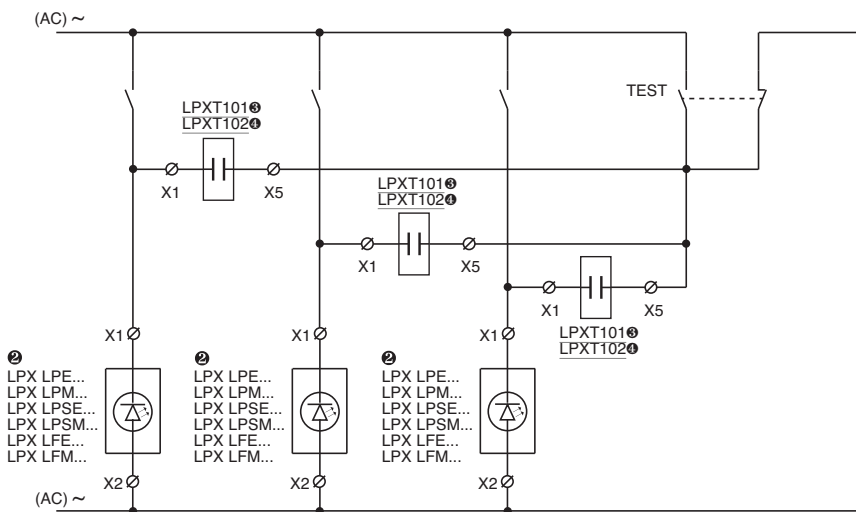 (AC) ~
TEST
LPXT101❸
LPXT102❹
X1 X5
LPXT101❸
LPXT102❹
X1 X5
X1 X5
LPXT101❸
LPXT102❹
X1 X1 X1
❷
LPX LPE...
LPX LPM...
LPX LPSE...
LPX LPSM...
LPX LFE...
LPX LFM...
❷
LPX LPE...
LPX LPM...
LPX LPSE...
LPX LPSM...
LPX LFE...
LPX LFM...
❷
LPX LPE...
LPX LPM...
LPX LPSE...
LPX LPSM...
LPX LFE...
LPX LFM...
X2 X2 X2
(AC) ~